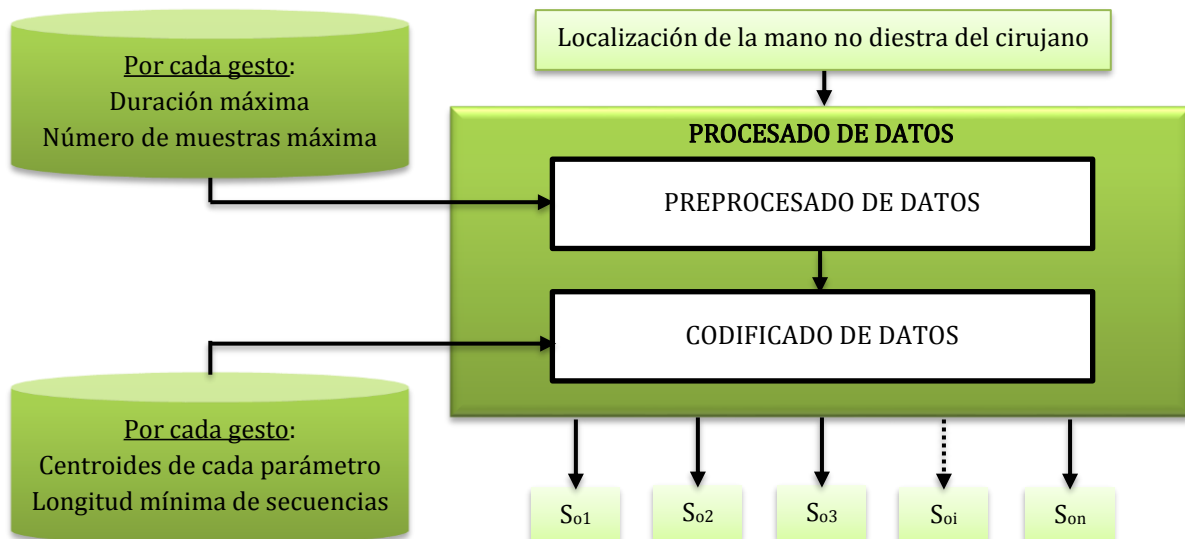 Por cada gesto:
Duración máxima
Número de muestras máxima
Localización de la mano no diestra del cirujano
PROCESADO DE DATOS
PREPROCESADO DE DATOS
CODIFICADO DE DATOS
Por cada gesto:
Centroides de cada parámetro
Longitud mínima de secuencias
So1
So2
So3
Soi
Son